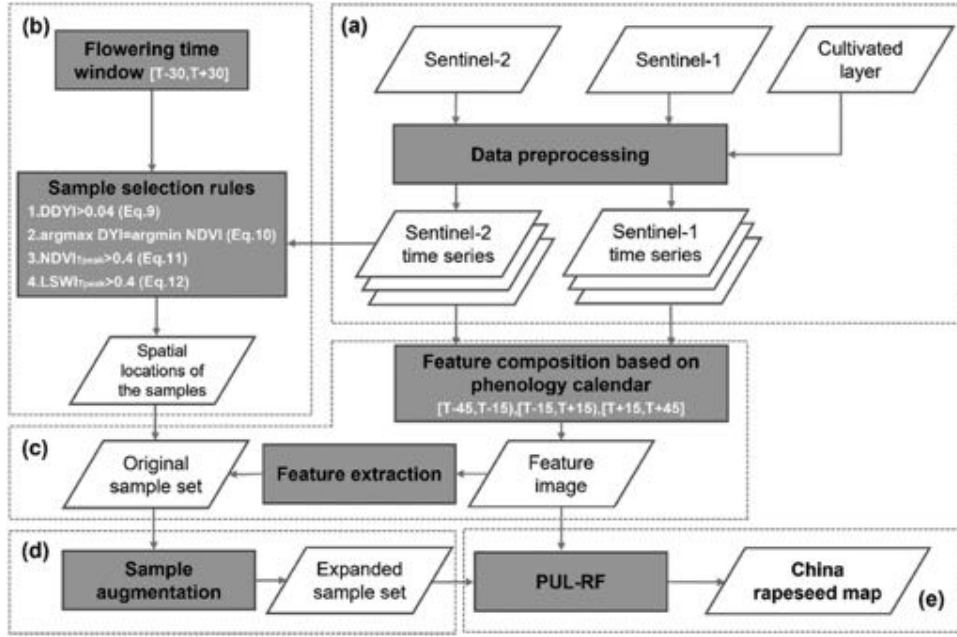 (b)
Flowering time
window [T-30,T+30]
Sample selection rules
1.DDYI>0.04 (Eq.9)
2.argmax DYI=argmin NDVI (Eq.10)
3.NDVITpeak>0.4 (Eq.11)
4.LSWITpeak>0.4 (Eq.12)
Spatial
locations of
the samples
(a)
Sentinel-2
Sentinel-1
Cultivated
layer
Data preprocessing
Sentinel-2
time series
Sentinel-1
time series
Feature composition based on
phenology calendar
[T-45,T-15),[T-15,T+15),[T+15,T+45]
(c)
Original
sample set
Feature extraction
Feature
image
(d)
Sample
augmentation
Expanded
sample set
PUL-RF
China
rapeseed map
(e)